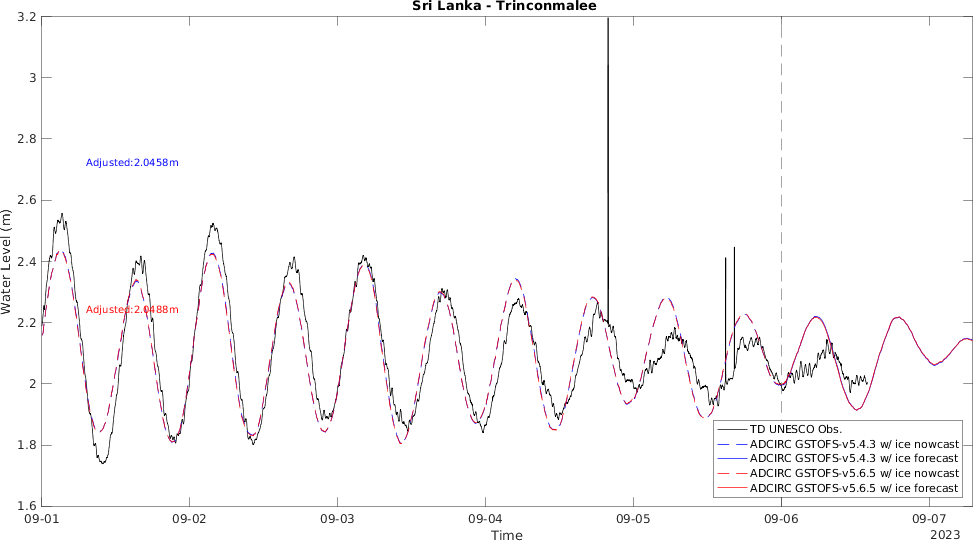 Sri Lanka - Trinconmalee
3.2
3
2.8
2.6
2.4
2.2
2
1.8
1.6
Water Level (m)
Adjusted:2.0458m
Adjusted:2.0488m
TD UNESCO Obs.
ADCIRC GSTOFS-v5.4.3 w/ ice nowcast
ADCIRC GSTOFS-v5.4.3 w/ ice forecast
ADCIRC GSTOFS-v5.6.5 w/ ice nowcast
ADCIRC GSTOFS-v5.6.5 w/ ice forecast
09-01 09-02 09-03 09-04 09-05 09-06 09-07
Time
2023